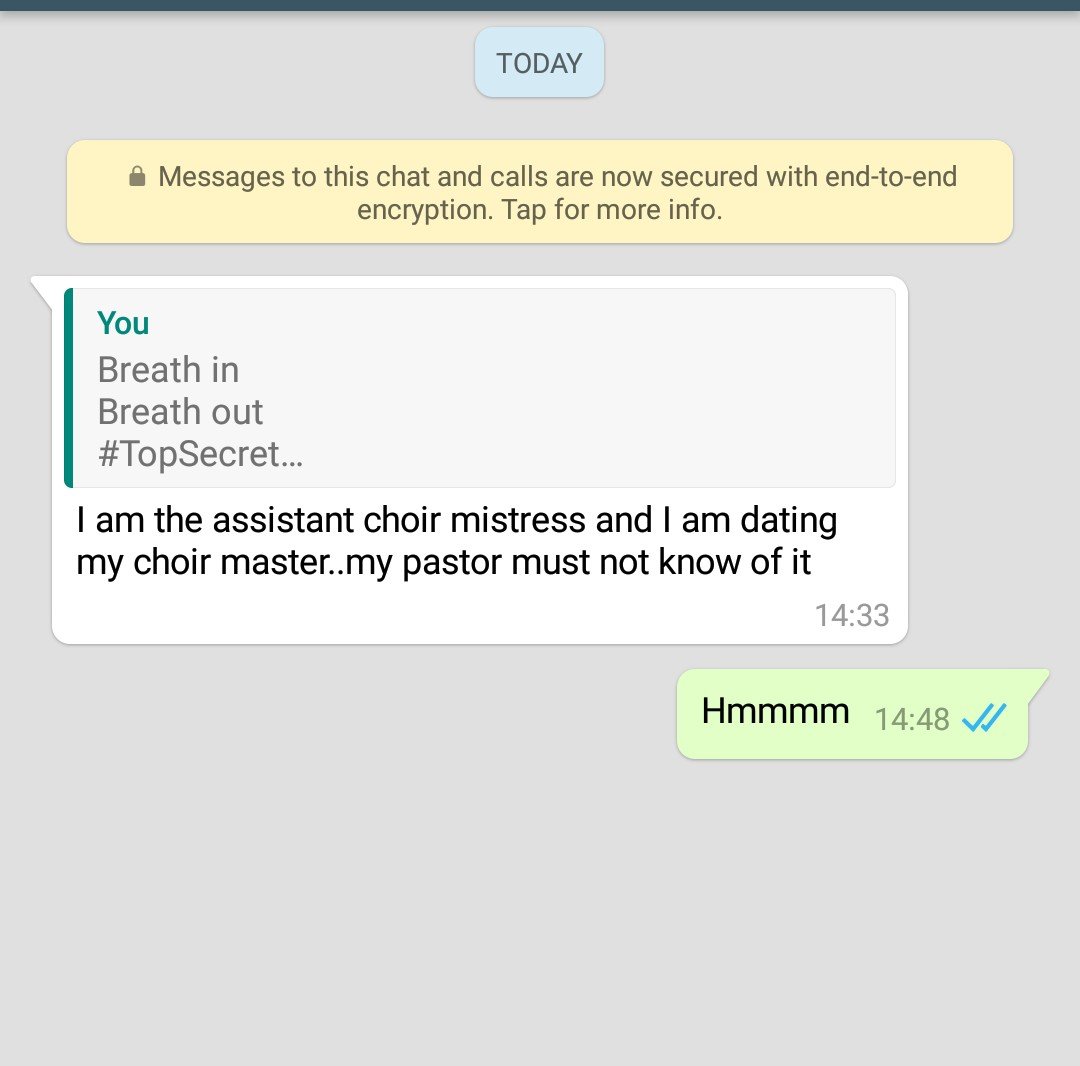 TODAY
Messages to this chat and calls are now secured with end-to-end
encryption. Tap for more info.
You
Breath in
Breath out
#TopSecret...
I am the assistant choir mistress and I am dating
my choir master..my pastor must not know of it
14:33
Hmmmm 14:48